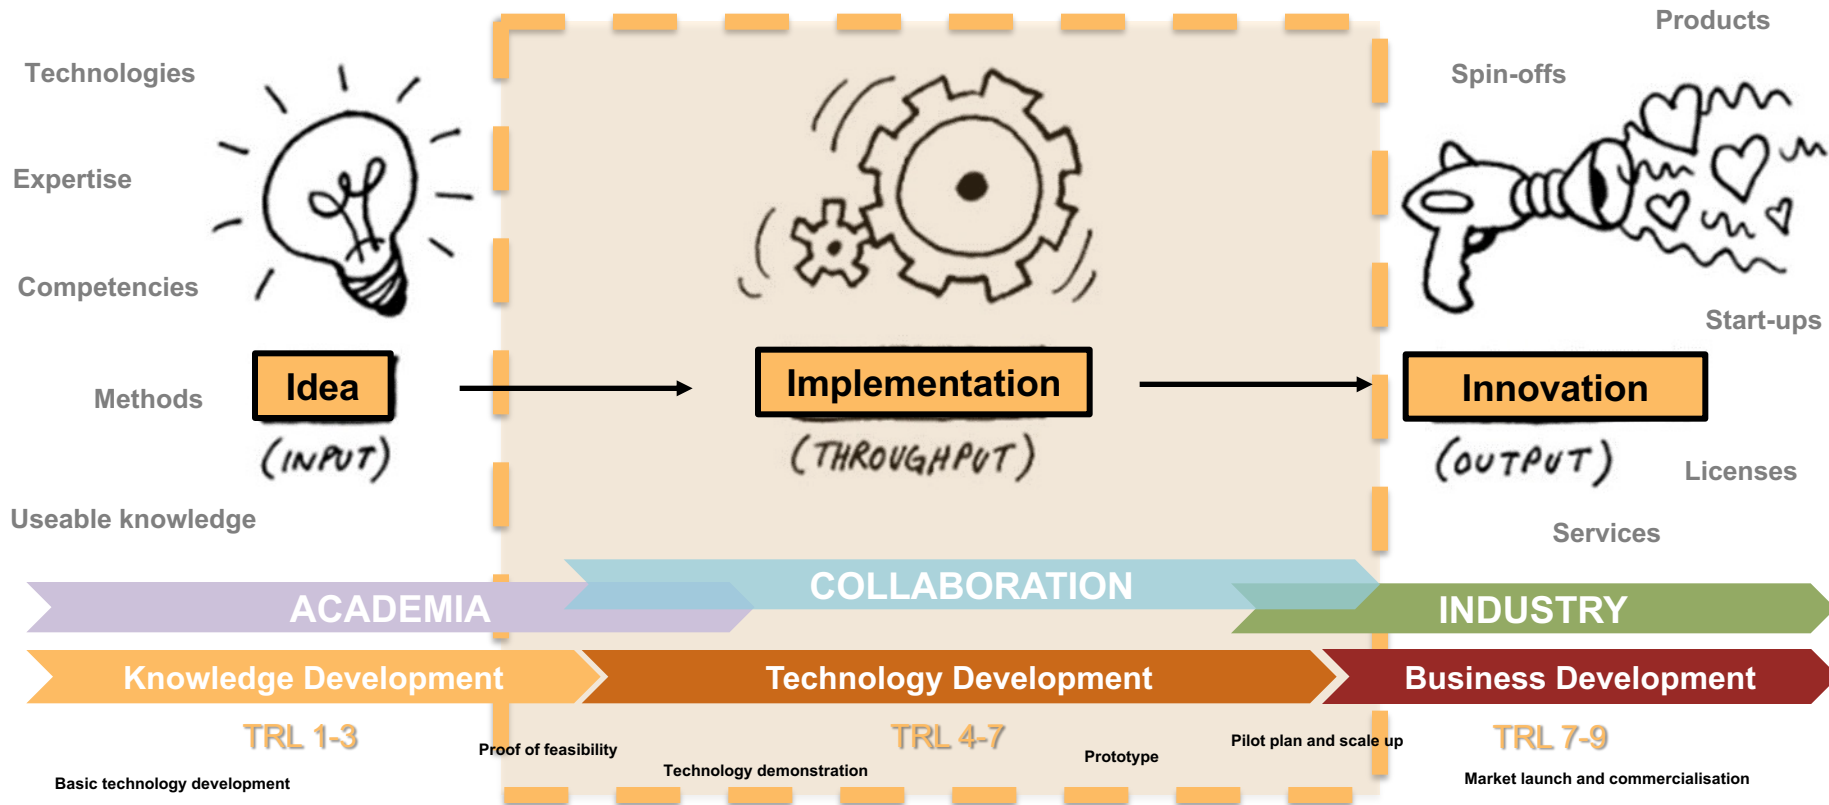 Products
Technologies
Spin-offs
Expertise
Competencies
Start-ups
Idea
Implementation
Innovation
Methods
(INPUT)
(THROUGHPUT)
(OUTPUT)
Licenses
Useable knowledge
Services
ACADEMIA
COLLABORATION
INDUSTRY
Knowledge Development
Technology Development
Business Development
TRL 1-3
TRL 4-7
TRL 7-9
Proof of feasibility
Pilot plan and scale up
Prototype
Technology demonstration
Basic technology development
Market launch and commercialisation